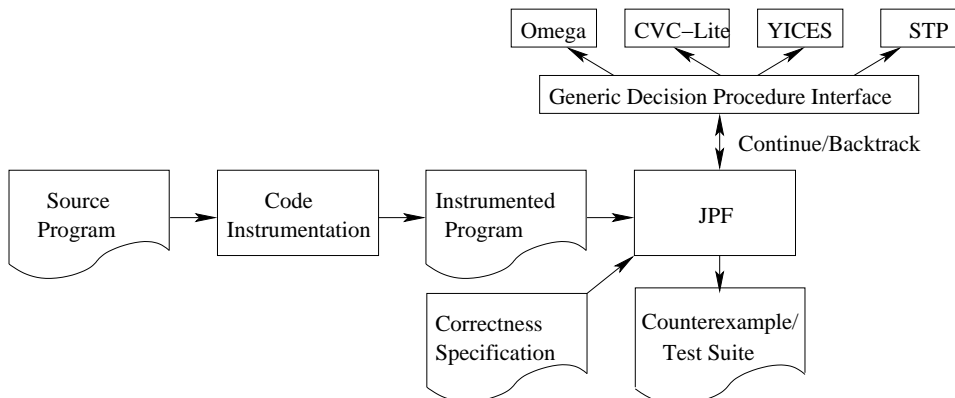 Omega
CVC−Lite
YICES
STP
Generic Decision Procedure Interface
Continue/Backtrack
Source
Program
Code
Instrumentation
Instrumented
Program
JPF
Correctness
Specification
Counterexample/
Test Suite